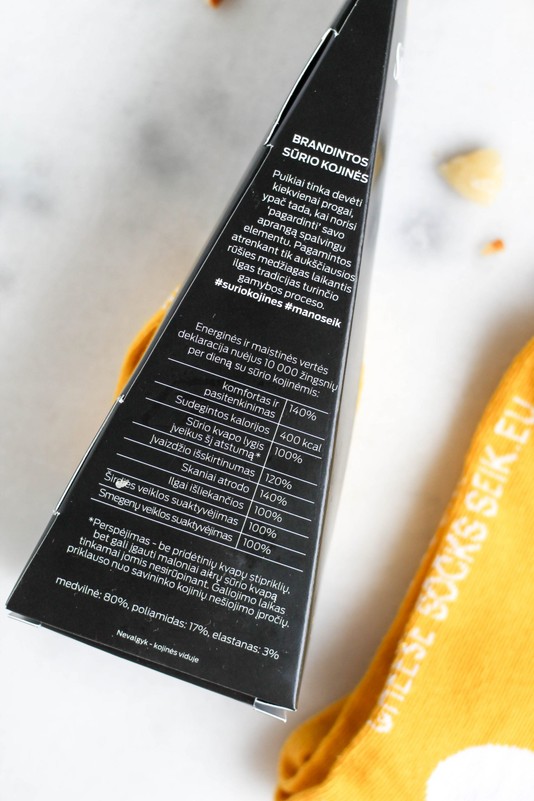 BRANDINTOS
SŪRIO KOJINĖS
Puikiai tinka dėvėti
kiekvienai progai,
ypač tada, kai norisi
'pagardinti' savo
aprangą spalvingu
elementu. Pagamintos
atrenkant tik aukščiausios
rūšies medžiagas laikantis
ilgas tradicijas turinčio
gamybos proceso.
#suriokojines #manoseik
Energinės ir maistinės vertės
deklaracija nuėjus 10 000 žingsnių
per dieną su sūrio kojinėmis:
komfortas ir
pasitenkinimas 140%
Sudegintos kalorijos 400 kcal
Sūrio kvapo lygis
įveikus šį atstumą* 100%
Įvaizdžio išskirtinumas 120%
Skaniai atrodo 140%
Ilgai išliekančios 100%
Širdies veiklos suaktyvėjimas 100%
Smegenų veiklos suaktyvėjimas 100%
*Perspėjimas - be pridėtinių kvapų stipriklių,
bet gali įgauti maloniai aitrų sūrio kvapą
tinkamai jomis nesirūpinant. Galiojimo laikas
priklauso nuo savininko kojinių nešiojimo įpročių.
medvilnė: 80%, poliamidas: 17%, elastanas: 3%
Nevalgyk - kojinės viduje
CHEESE SOCKS SEIK.EU